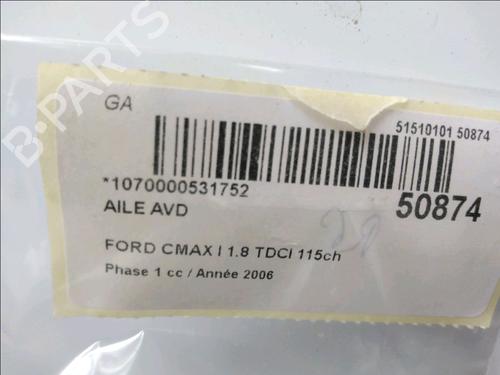 B-PARTS
GA
51510101 50874
*1070000531752
50874
AILE AVD
FORD CMAX I 1.8 TDCI 115ch
Phase 1 cc / Année 2006